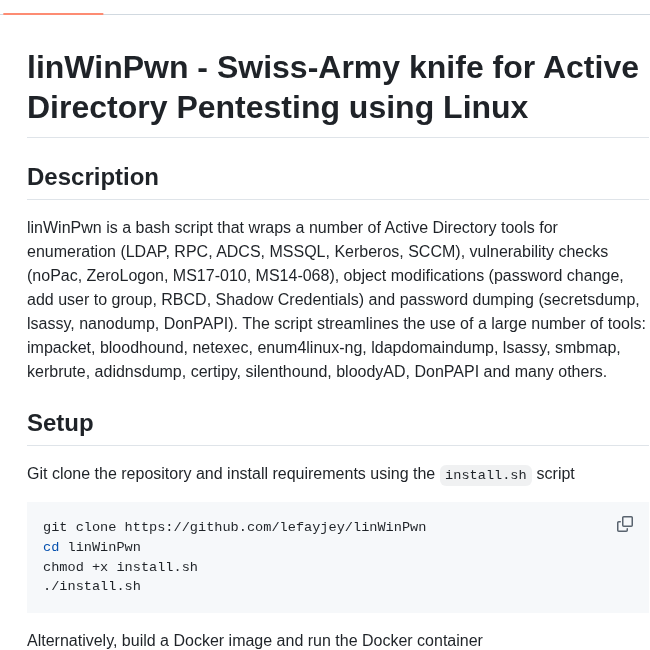 linWinPwn - Swiss-Army knife for Active
Directory Pentesting using Linux
Description
linWinPwn is a bash script that wraps a number of Active Directory tools for
enumeration (LDAP, RPC, ADCS, MSSQL, Kerberos, SCCM), vulnerability checks
(noPac, ZeroLogon, MS17-010, MS14-068), object modifications (password change,
add user to group, RBCD, Shadow Credentials) and password dumping (secretsdump,
lsassy, nanodump, DonPAPI). The script streamlines the use of a large number of tools:
impacket, bloodhound, netexec, enum4linux-ng, ldapdomaindump, lsassy, smbmap,
kerbrute, adidnsdump, certipy, silenthound, bloodyAD, DonPAPI and many others.
Setup
Git clone the repository and install requirements using the install.sh script
git clone https://github.com/lefayjey/linWinPwn
cd linWinPwn
chmod +x install.sh
./install.sh
Alternatively, build a Docker image and run the Docker container